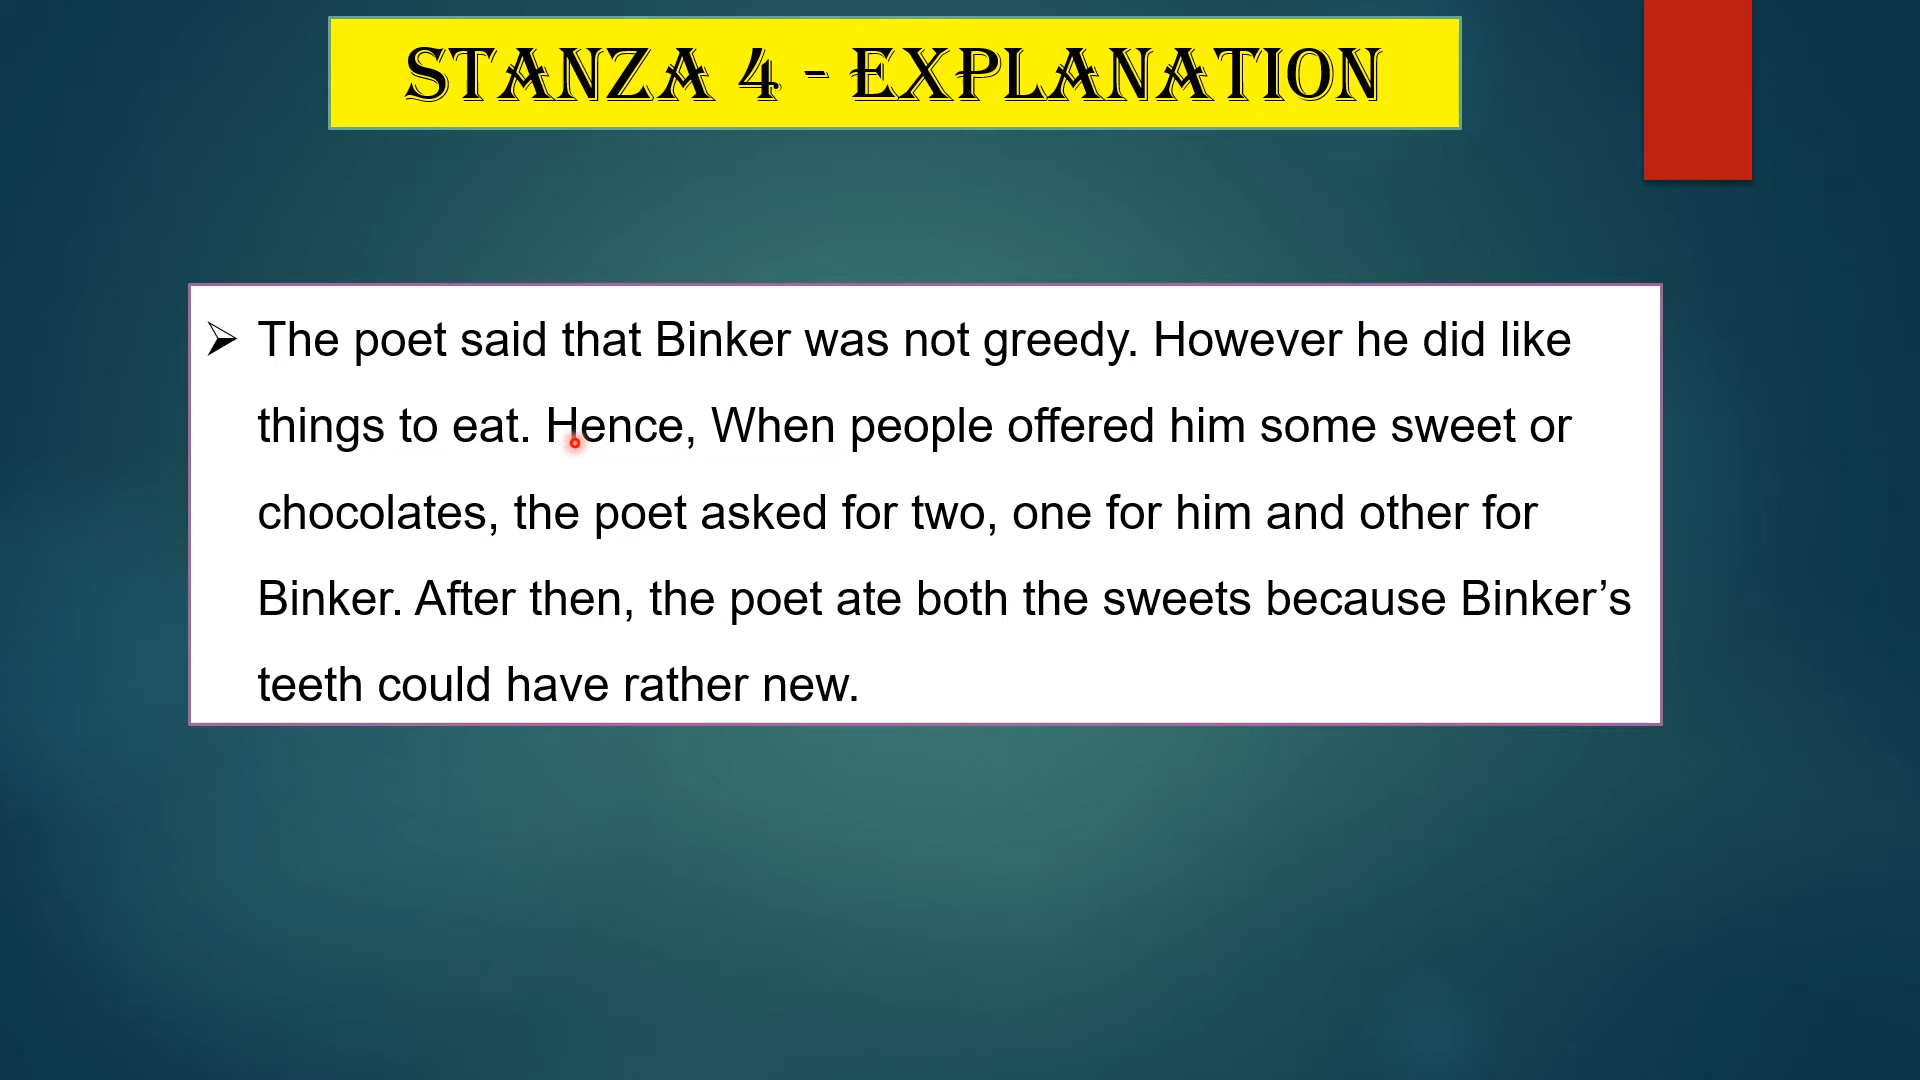 STANZA 4 - EXPLANATION
The poet said that Binker was not greedy. However he did like
things to eat. Hence, When people offered him some sweet or
chocolates, the poet asked for two, one for him and other for
Binker. After then, the poet ate both the sweets because Binker’s
teeth could have rather new.